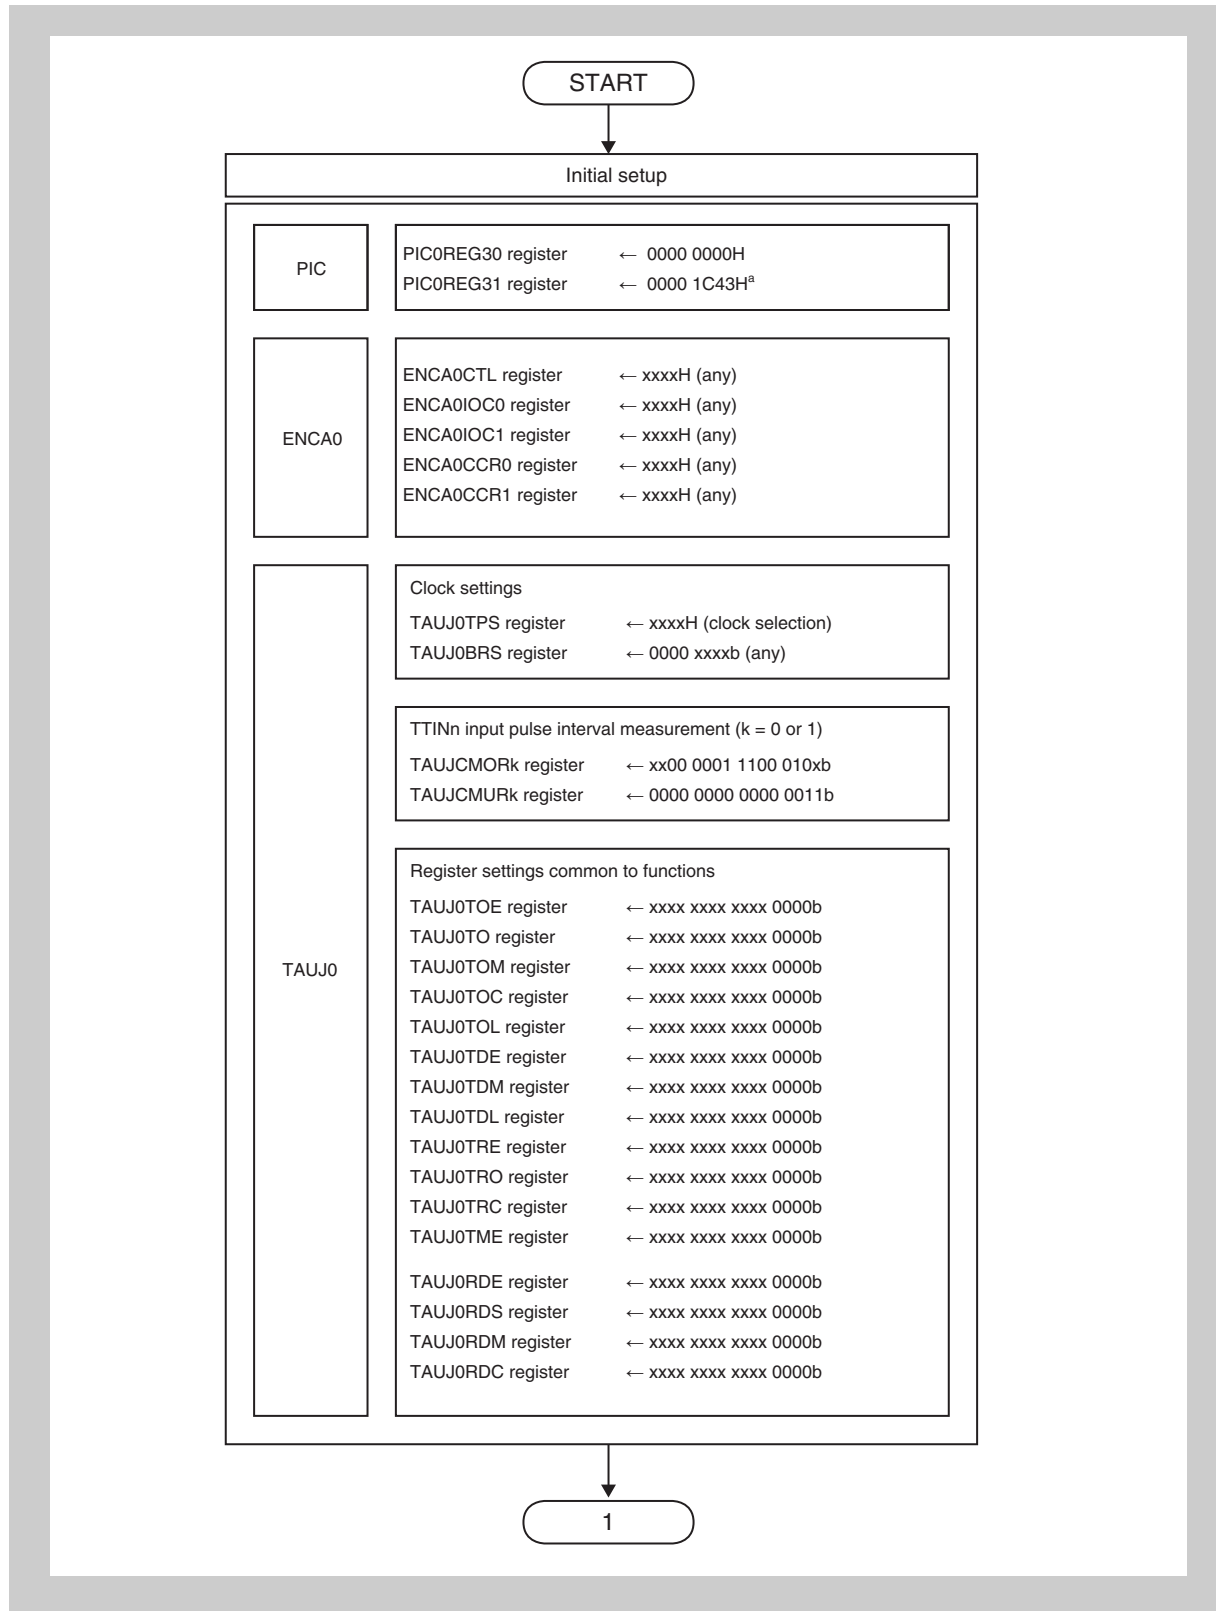 START
Initial setup
PIC
PIC0REG30 register ← 0000 0000H
PIC0REG31 register ← 0000 1C43Hᵃ
ENCA0
ENCA0CTL register ← xxxxH (any)
ENCA0IOC0 register ← xxxxH (any)
ENCA0IOC1 register ← xxxxH (any)
ENCA0CCR0 register ← xxxxH (any)
ENCA0CCR1 register ← xxxxH (any)
TAUJ0
Clock settings
TAUJ0TPS register ← xxxxH (clock selection)
TAUJ0BRS register ← 0000 xxxxb (any)
TTINn input pulse interval measurement (k = 0 or 1)
TAUJCMORk register ← xx00 0001 1100 010xb
TAUJCMURk register ← 0000 0000 0000 0011b
Register settings common to functions
TAUJ0TOE register ← xxxx xxxx xxxx 0000b
TAUJ0TO register ← xxxx xxxx xxxx 0000b
TAUJ0TOM register ← xxxx xxxx xxxx 0000b
TAUJ0TOC register ← xxxx xxxx xxxx 0000b
TAUJ0TOL register ← xxxx xxxx xxxx 0000b
TAUJ0TDE register ← xxxx xxxx xxxx 0000b
TAUJ0TDM register ← xxxx xxxx xxxx 0000b
TAUJ0TDL register ← xxxx xxxx xxxx 0000b
TAUJ0TRE register ← xxxx xxxx xxxx 0000b
TAUJ0TRO register ← xxxx xxxx xxxx 0000b
TAUJ0TRC register ← xxxx xxxx xxxx 0000b
TAUJ0TME register ← xxxx xxxx xxxx 0000b
TAUJ0RDE register ← xxxx xxxx xxxx 0000b
TAUJ0RDS register ← xxxx xxxx xxxx 0000b
TAUJ0RDM register ← xxxx xxxx xxxx 0000b
TAUJ0RDC register ← xxxx xxxx xxxx 0000b
1